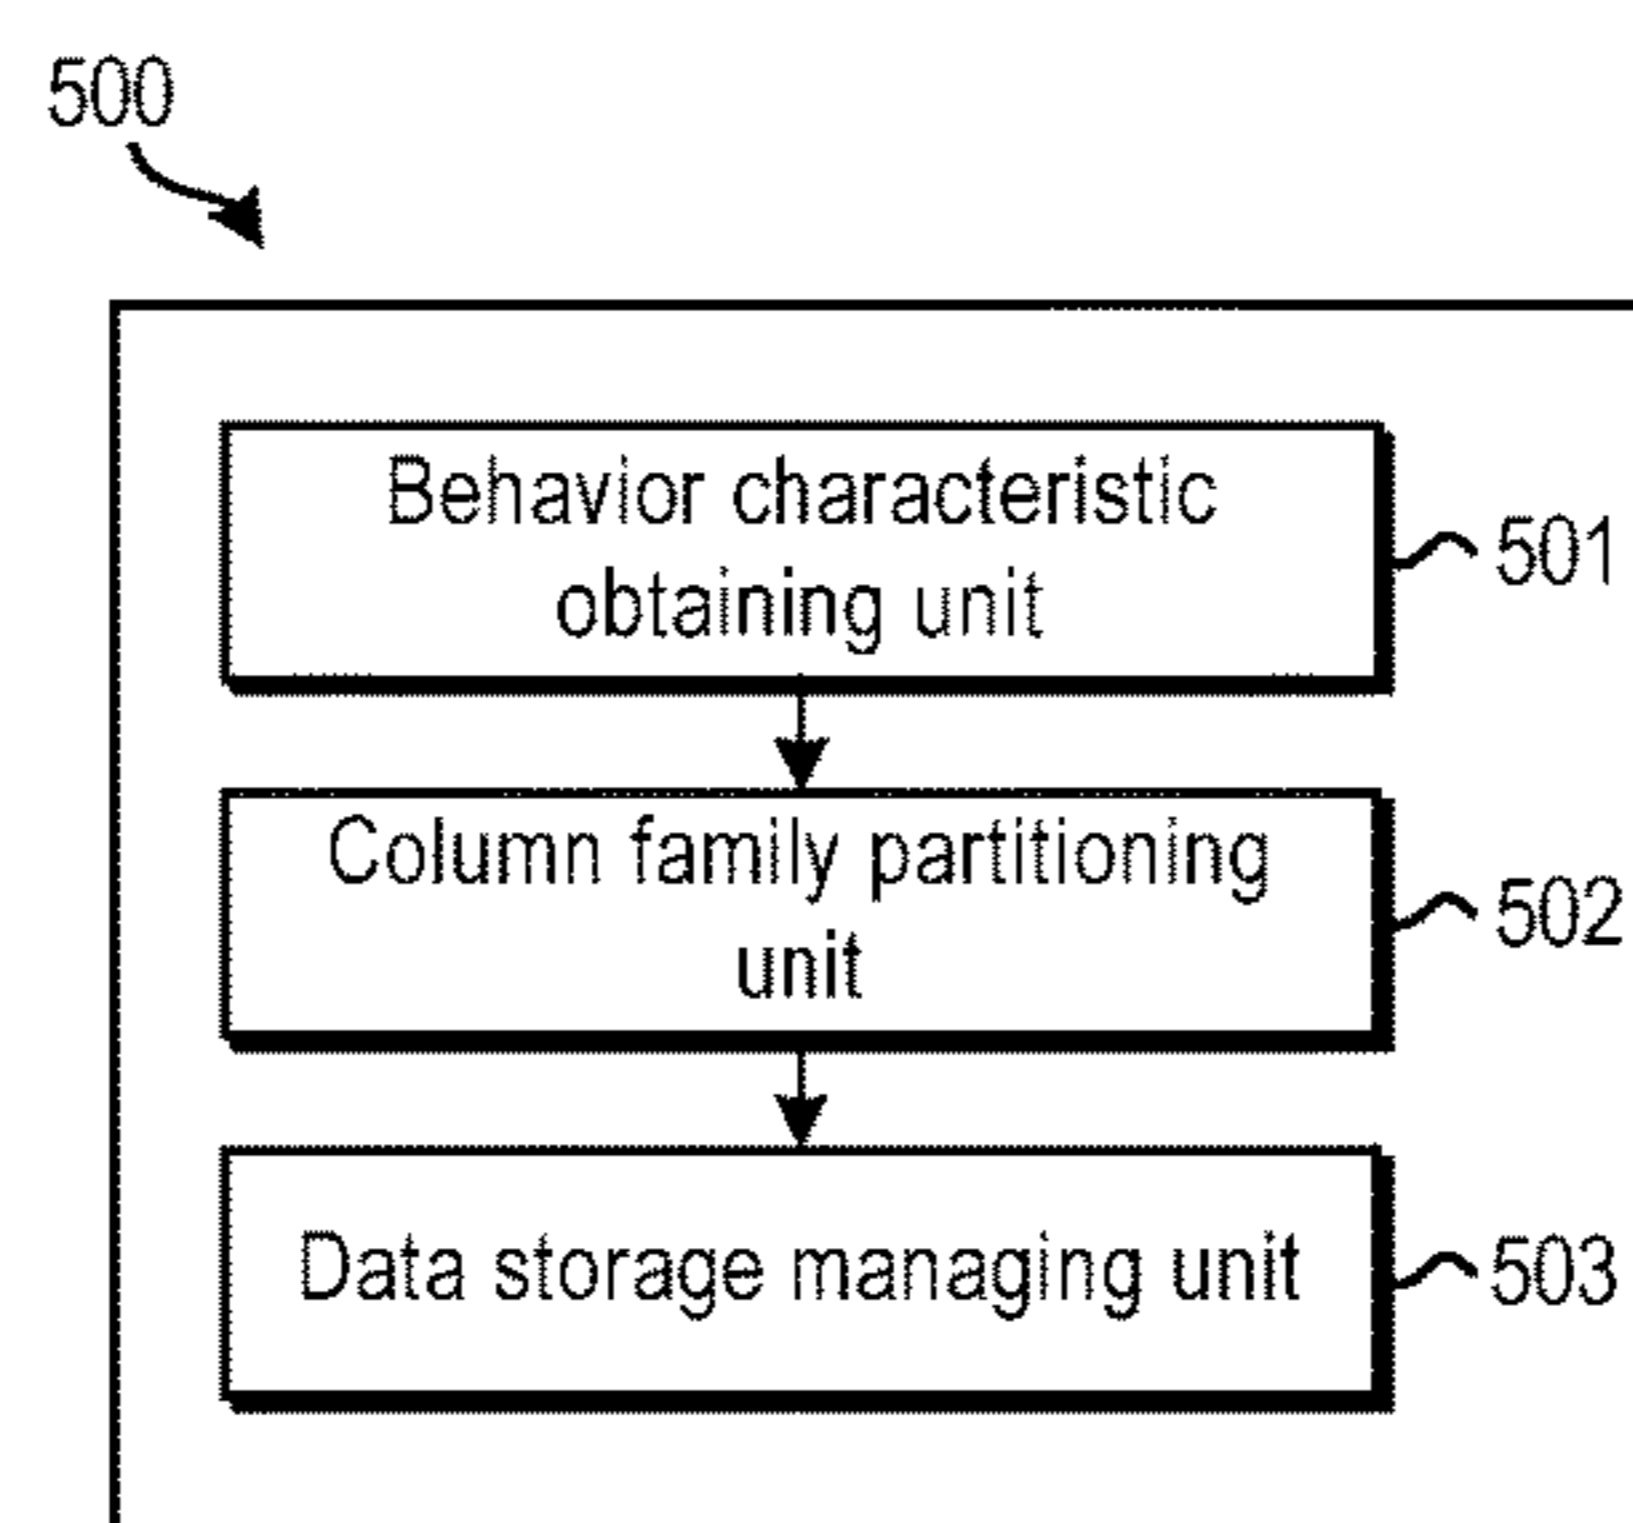 500
Behavior characteristic
obtaining unit
501
Column family partitioning
unit
502
Data storage managing unit
503